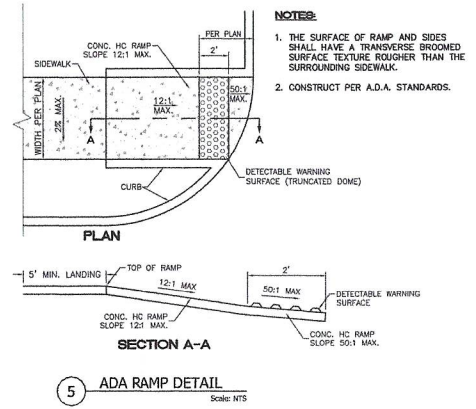 PER PLAN
CONC. HC RAMP
SLOPE 12:1 MAX.
2'
SIDEWALK
WIDTH PER PLAN
2% MAX.
12:1
MAX.
50:1
MAX.
A
A
DETECTABLE WARNING
SURFACE (TRUNCATED DOME)
CURB
PLAN
NOTES:
1. THE SURFACE OF RAMP AND SIDES
SHALL HAVE A TRANSVERSE BROOMED
SURFACE TEXTURE ROUGHER THAN THE
SURROUNDING SIDEWALK.
2. CONSTRUCT PER A.D.A. STANDARDS.
5' MIN. LANDING
TOP OF RAMP
12:1 MAX
2'
50:1 MAX
DETECTABLE WARNING
SURFACE
CONC. HC RAMP
SLOPE 12:1 MAX.
CONC. HC RAMP
SLOPE 50:1 MAX.
SECTION A-A
5
ADA RAMP DETAIL
Scale: NTS